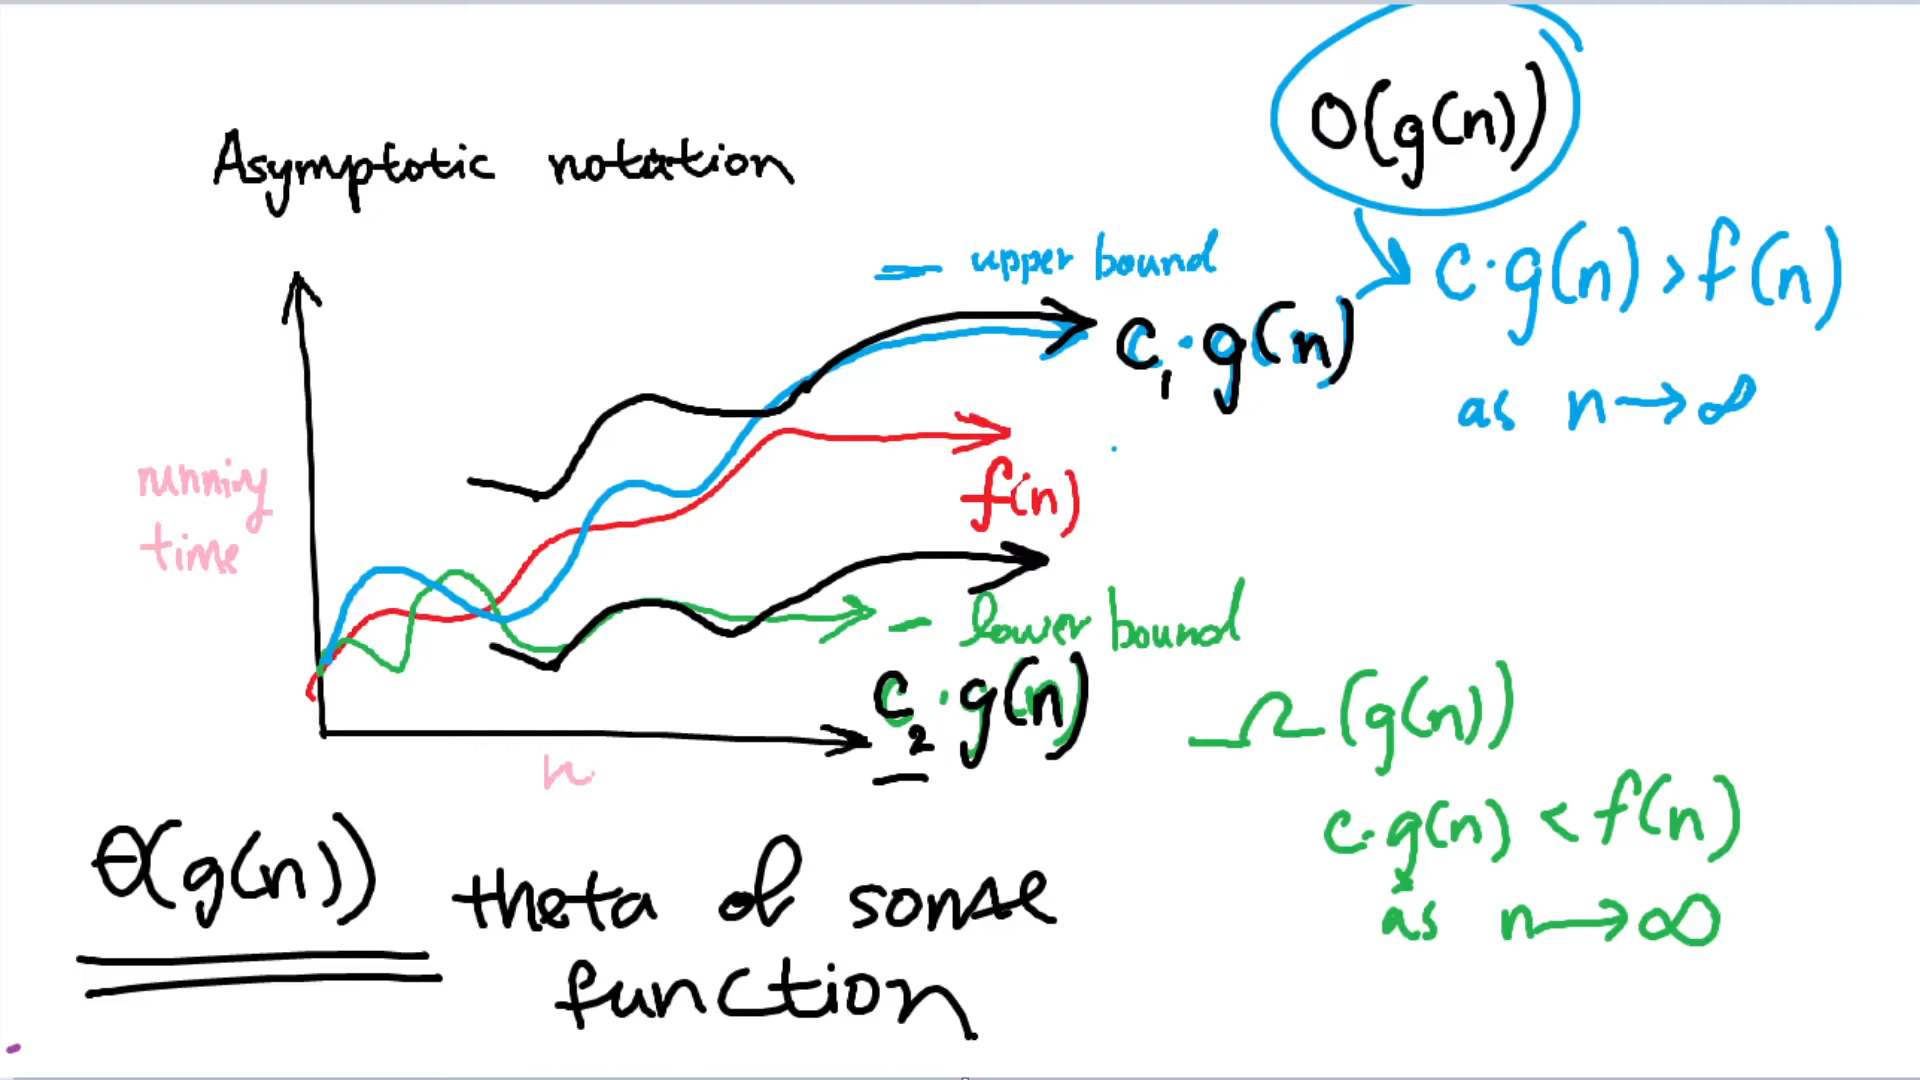 O(g(n))
Asymptotic notation
upper bound
c·g(n) > f(n)
c₁·g(n)
as n→∞
running
time
f(n)
lower bound
c₂·g(n)
Ω(g(n))
n
c·g(n) < f(n)
θ(g(n)) theta of some
as n→∞
function